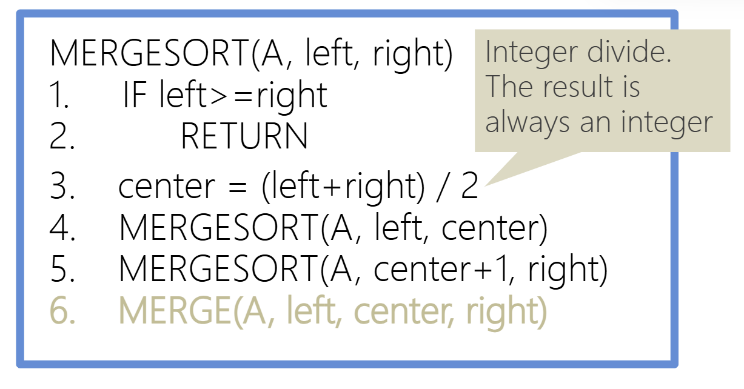 MERGESORT(A, left, right)
1. IF left>=right
2. RETURN
3. center = (left+right) / 2
4. MERGESORT(A, left, center)
5. MERGESORT(A, center+1, right)
6. MERGE(A, left, center, right)
Integer divide.
The result is
always an integer